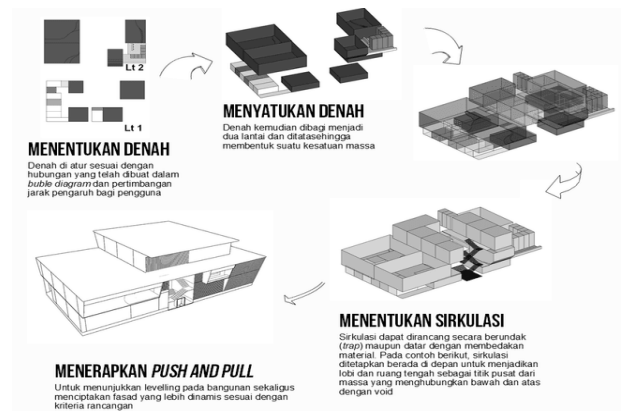 Lt 2
Lt 1
MENENTUKAN DENAH
Denah di atur sesuai dengan
hubungan yang telah dibuat dalam
buble diagram dan pertimbangan
jarak pengaruh bagi pengguna
MENYATUKAN DENAH
Denah kemudian dibagi menjadi
dua lantai dan ditatasehingga
membentuk suatu kesatuan massa
MENENTUKAN SIRKULASI
Sirkulasi dapat dirancang secara berundak
(trap) maupun datar dengan membedakan
material. Pada contoh berikut, sirkulasi
ditetapkan berada di depan untuk menjadikan
lobi dan ruang tengah sebagai titik pusat dari
massa yang menghubungkan bawah dan atas
dengan void
MENERAPKAN PUSH AND PULL
Untuk menunjukkan levelling pada bangunan sekaligus
menciptakan fasad yang lebih dinamis sesuai dengan
kriteria rancangan